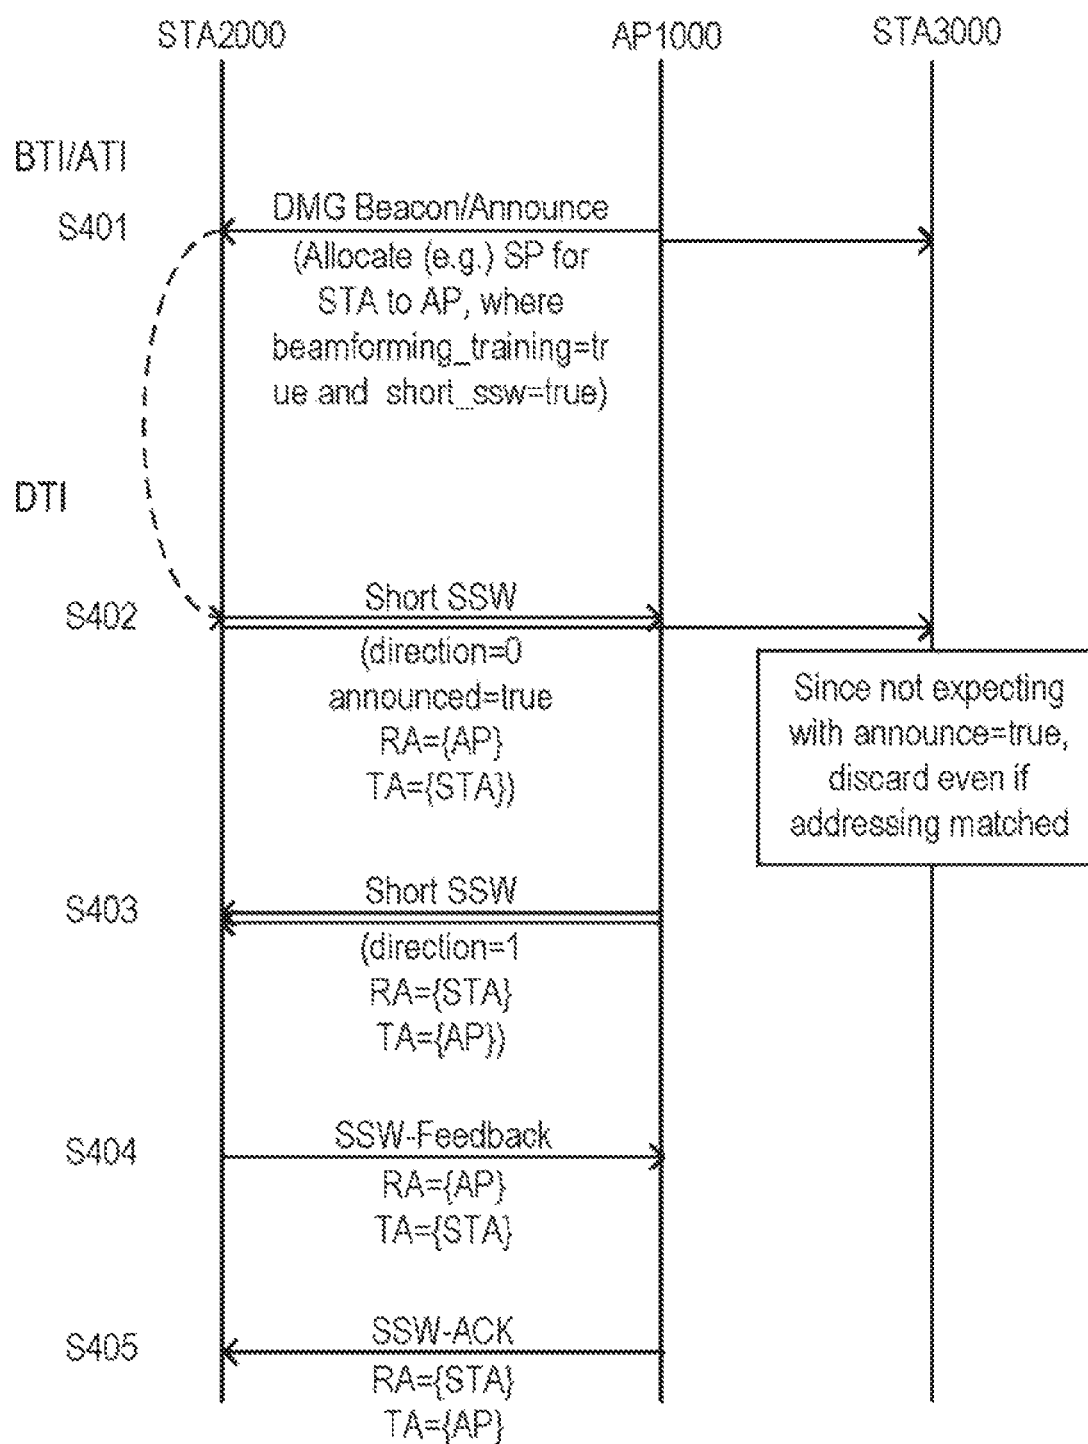 STA2000
AP1000
STA3000
BTI/ATI
S401
DMG Beacon/Announce
(Allocate (e.g.) SP for
STA to AP, where
beamforming_training=tr
ue and short_ssw=true)
DTI
S402
Short SSW
(direction=0
announced=true
RA={AP}
TA={STA})
Since not expecting
with announce=true,
discard even if
addressing matched
S403
Short SSW
(direction=1
RA={STA}
TA={AP})
S404
SSW-Feedback
RA={AP}
TA={STA}
S405
SSW-ACK
RA={STA}
TA={AP}